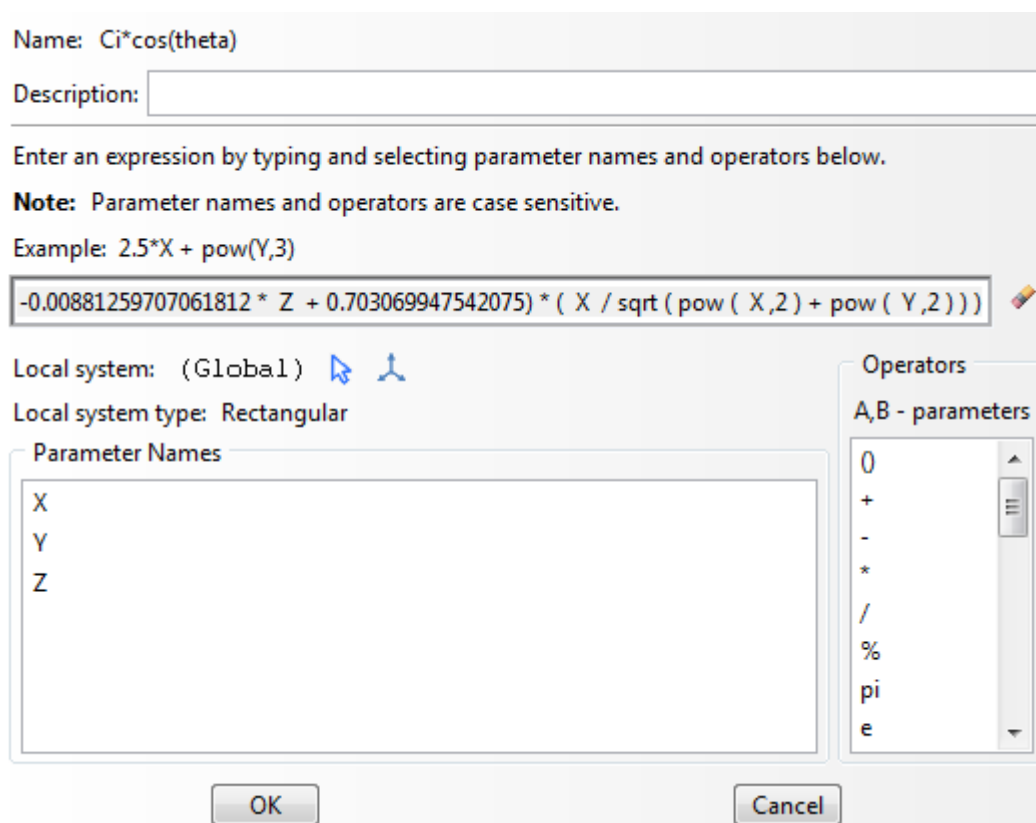 Name: Ci*cos(theta)
Description:
Enter an expression by typing and selecting parameter names and operators below.
Note: Parameter names and operators are case sensitive.
Example: 2.5*X + pow(Y,3)
-0.00881259707061812 * Z + 0.703069947542075) * ( X / sqrt ( pow ( X,2 ) + pow ( Y,2 ) ) )
Local system: (Global)
Local system type: Rectangular
Parameter Names
X
Y
Z
Operators
A,B - parameters
()
+
-
*
/
%
pi
e
OK
Cancel